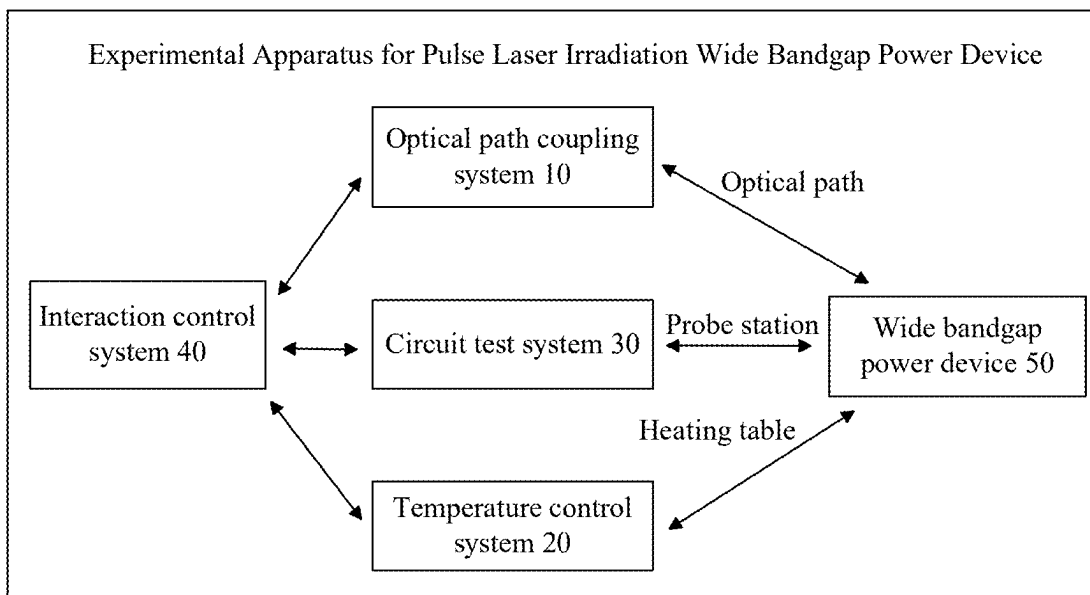 Experimental Apparatus for Pulse Laser Irradiation Wide Bandgap Power Device
Optical path coupling
system 10
Optical path
Interaction control
system 40
Circuit test system 30
Probe station
Wide bandgap
power device 50
Heating table
Temperature control
system 20